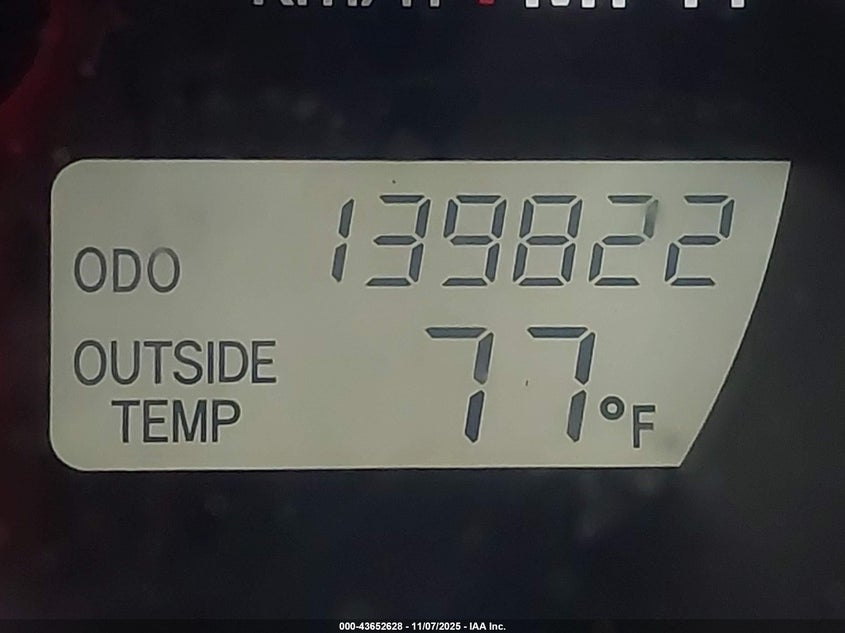 ODO 139822
OUTSIDE
TEMP 77°F
000-43652628 - 11/07/2025 - IAA Inc.